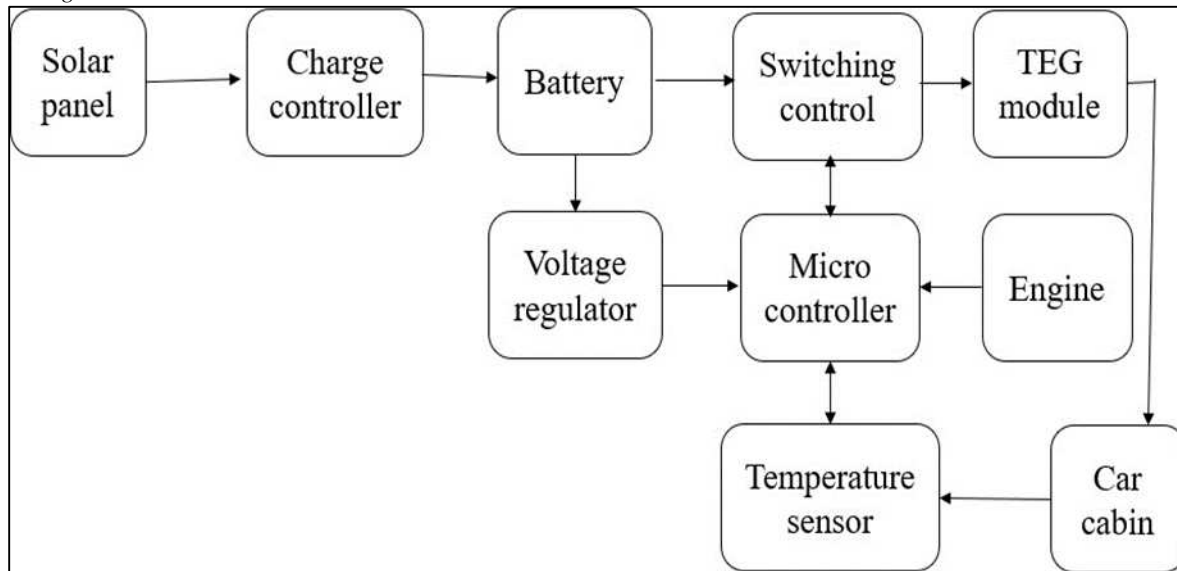 Solar
panel
Charge
controller
Battery
Switching
control
TEG
module
Voltage
regulator
Micro
controller
Engine
Temperature
sensor
Car
cabin